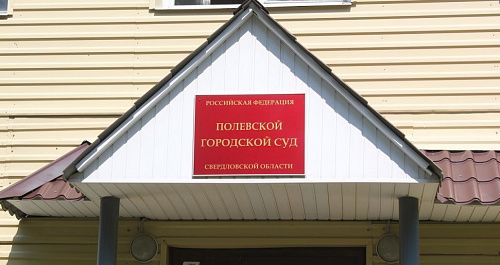 РОССИЙСКАЯ ФЕДЕРАЦИЯ
ПОЛЕВСКОЙ
ГОРОДСКОЙ СУД
СВЕРДЛОВСКОЙ ОБЛАСТИ